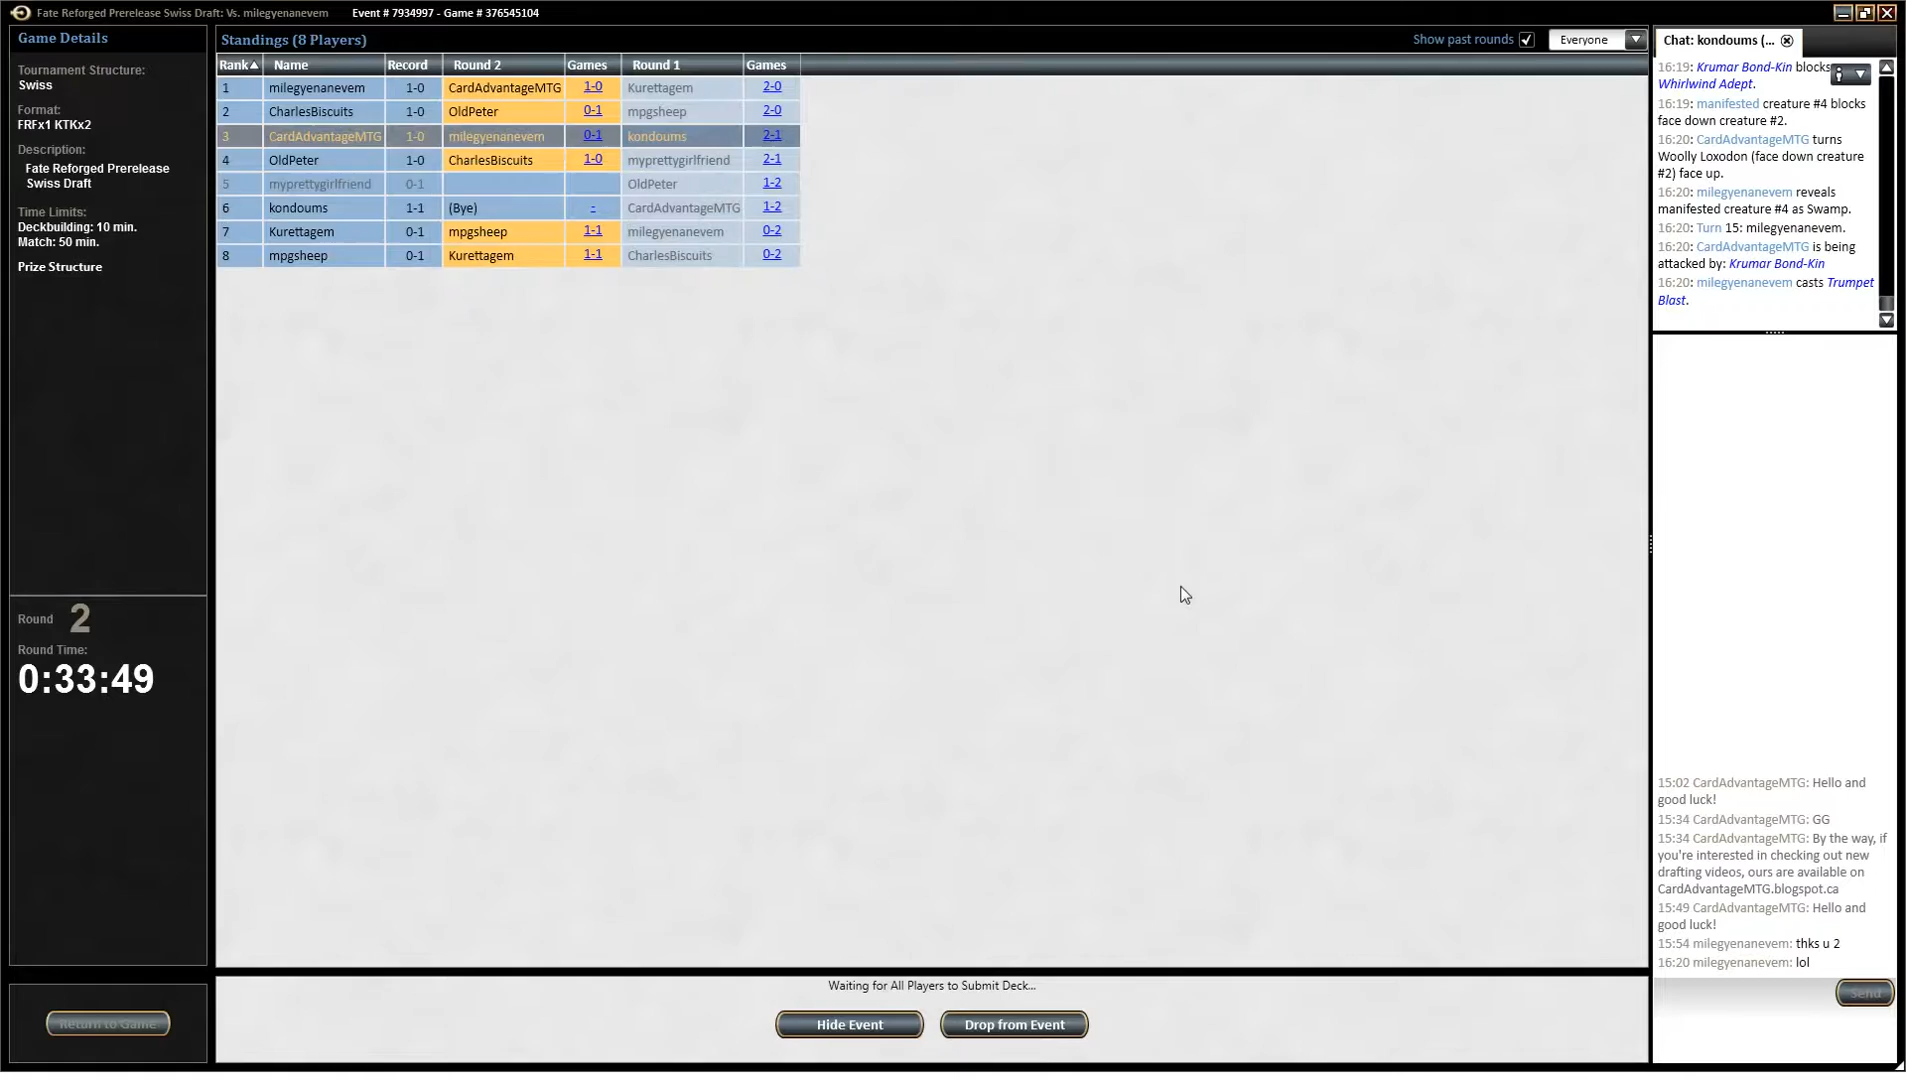 Fate Reforged Prerelease Swiss Draft: Vs. milegyenanevem Event # 7934997 - Game # 376545104
Game Details
Tournament Structure:
Swiss
Format:
FRFx1 KTKx2
Description:
Fate Reforged Prerelease
Swiss Draft
Time Limits:
Deckbuilding: 10 min.
Match: 50 min.
Prize Structure
Round 2
Round Time:
0:33:49
Return to Game
Standings (8 Players) Show past rounds Everyone
Rank Name Record Round 2 Games Round 1 Games
1 milegyenanevem 1-0 CardAdvantageMTG 1-0 Kurettagem 2-0
2 CharlesBiscuits 1-0 OldPeter 0-1 mpgsheep 2-0
3 CardAdvantageMTG 1-0 milegyenanevem 0-1 kondoums 2-1
4 OldPeter 1-0 CharlesBiscuits 1-0 myprettygirlfriend 2-1
5 myprettygirlfriend 0-1 OldPeter 1-2
6 kondoums 1-1 (Bye) - CardAdvantageMTG 1-2
7 Kurettagem 0-1 mpgsheep 1-1 milegyenanevem 0-2
8 mpgsheep 0-1 Kurettagem 1-1 CharlesBiscuits 0-2
Waiting for All Players to Submit Deck...
Hide Event Drop from Event
Chat: kondoums (...
16:19: Krumar Bond-Kin blocks
Whirlwind Adept.
16:19: manifested creature #4 blocks
face down creature #2.
16:20: CardAdvantageMTG turns
Woolly Loxodon (face down creature
#2) face up.
16:20: milegyenanevem reveals
manifested creature #4 as Swamp.
16:20: Turn 15: milegyenanevem.
16:20: CardAdvantageMTG is being
attacked by: Krumar Bond-Kin
16:20: milegyenanevem casts Trumpet
Blast.
15:02 CardAdvantageMTG: Hello and
good luck!
15:34 CardAdvantageMTG: GG
15:34 CardAdvantageMTG: By the way, if
you're interested in checking out new
drafting videos, ours are available on
CardAdvantageMTG.blogspot.ca
15:49 CardAdvantageMTG: Hello and
good luck!
15:54 milegyenanevem: thks u 2
16:20 milegyenanevem: lol
Send